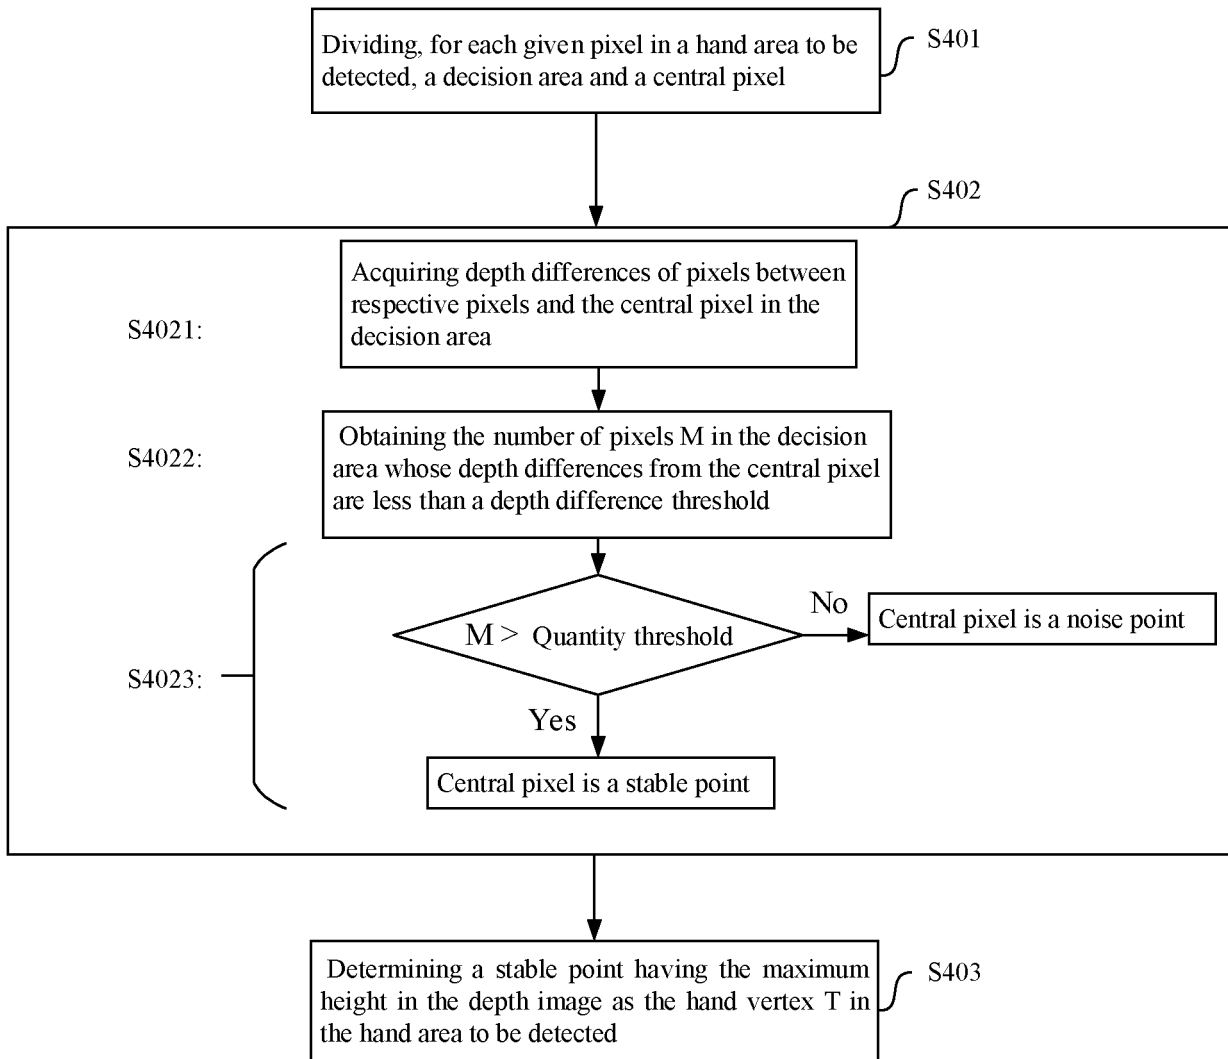 Dividing, for each given pixel in a hand area to be
detected, a decision area and a central pixel
S401
S402
Acquiring depth differences of pixels between
respective pixels and the central pixel in the
decision area
S4021:
Obtaining the number of pixels M in the decision
area whose depth differences from the central pixel
are less than a depth difference threshold
S4022:
M > Quantity threshold
No
Central pixel is a noise point
S4023:
Yes
Central pixel is a stable point
Determining a stable point having the maximum
height in the depth image as the hand vertex T in
the hand area to be detected
S403